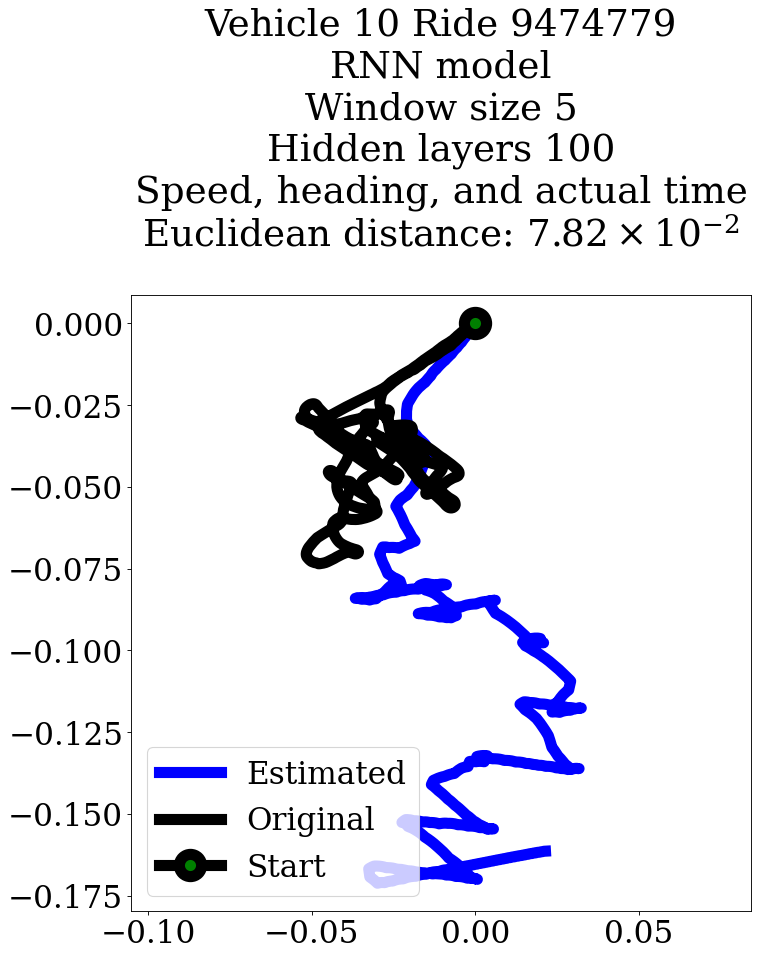 Vehicle 10 Ride 9474779
RNN model
Window size 5
Hidden layers 100
Speed, heading, and actual time
Euclidean distance: 7.82 × 10⁻²
0.000
−0.025
−0.050
−0.075
−0.100
−0.125
−0.150
−0.175
Estimated
Original
Start
−0.10 −0.05 0.00 0.05